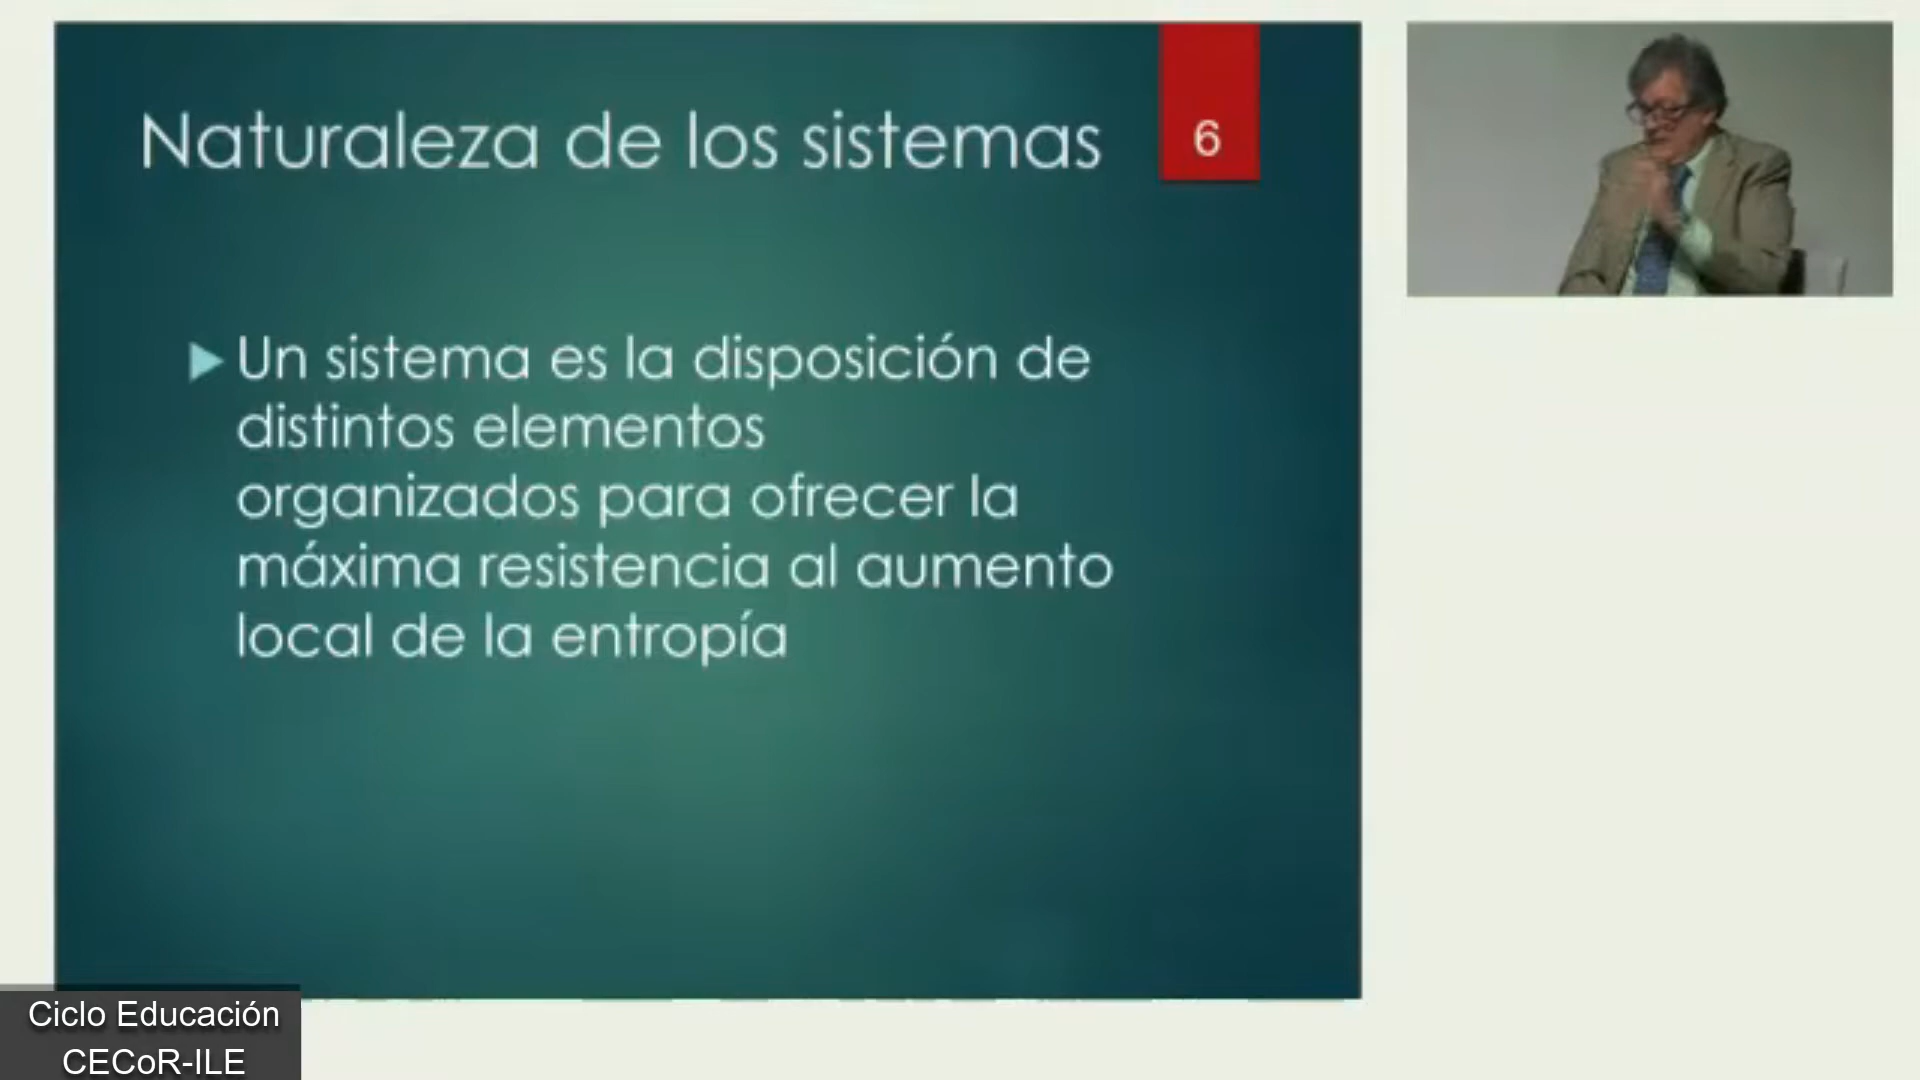 Naturaleza de los sistemas
6
Un sistema es la disposición de
distintos elementos
organizados para ofrecer la
máxima resistencia al aumento
local de la entropía
Ciclo Educación
CECoR-ILE